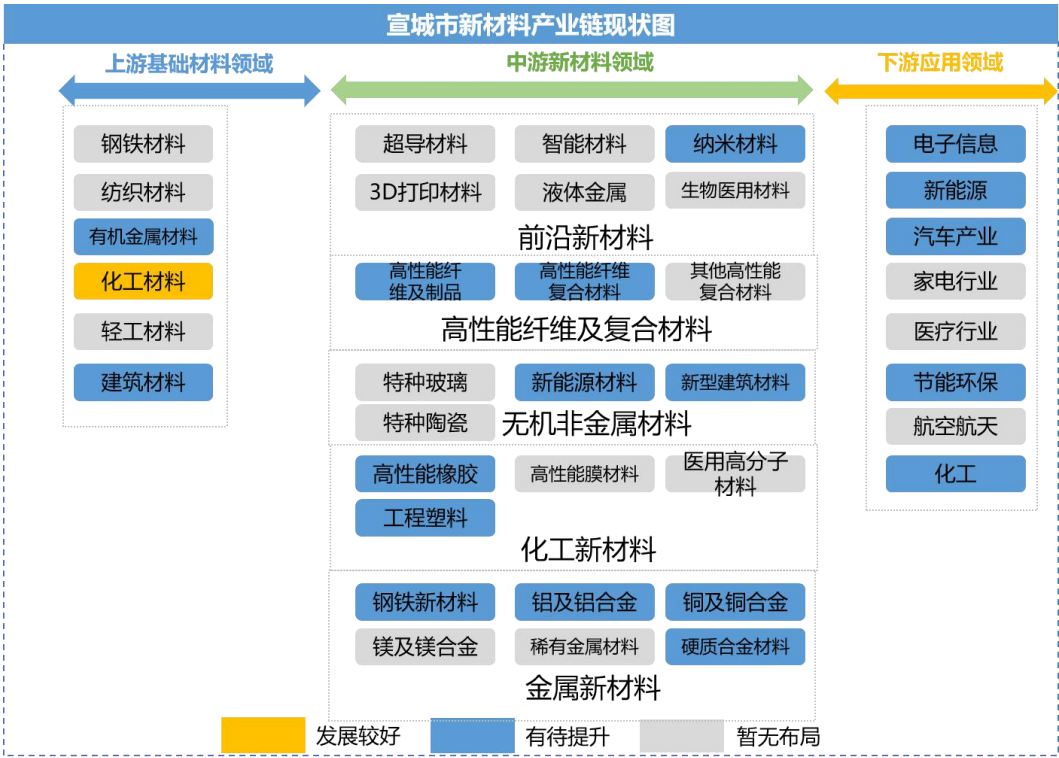 宣城市新材料产业链现状图
上游基础材料领域
中游新材料领域
下游应用领域
钢铁材料
纺织材料
有机金属材料
化工材料
轻工材料
建筑材料
超导材料
智能材料
纳米材料
3D打印材料
液体金属
生物医用材料
前沿新材料
高性能纤
维及制品
高性能纤维
复合材料
其他高性能
复合材料
高性能纤维及复合材料
特种玻璃
新能源材料
新型建筑材料
特种陶瓷
无机非金属材料
高性能橡胶
高性能膜材料
医用高分子
材料
工程塑料
化工新材料
钢铁新材料
铝及铝合金
铜及铜合金
镁及镁合金
稀有金属材料
硬质合金材料
金属新材料
电子信息
新能源
汽车产业
家电行业
医疗行业
节能环保
航空航天
化工
发展较好
有待提升
暂无布局